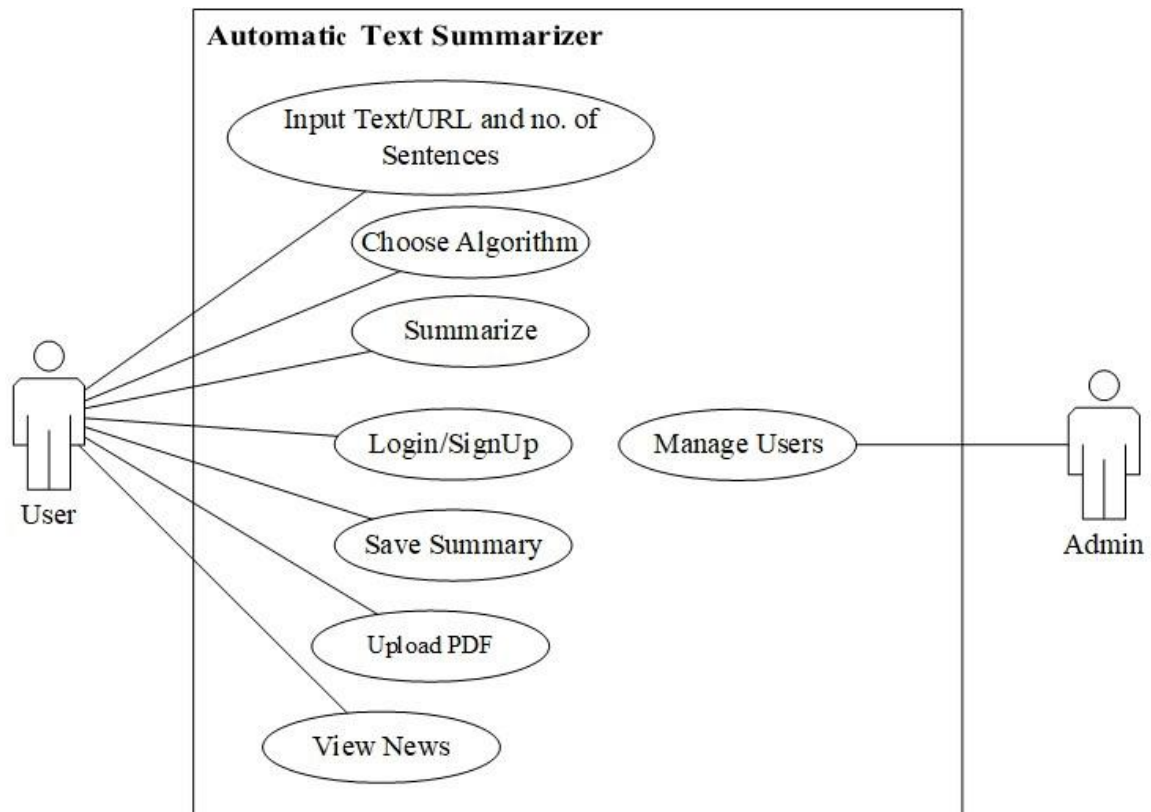 Automatic Text Summarizer
Input Text/URL and no. of
Sentences
Choose Algorithm
Summarize
Login/SignUp
Manage Users
User
Save Summary
Admin
Upload PDF
View News